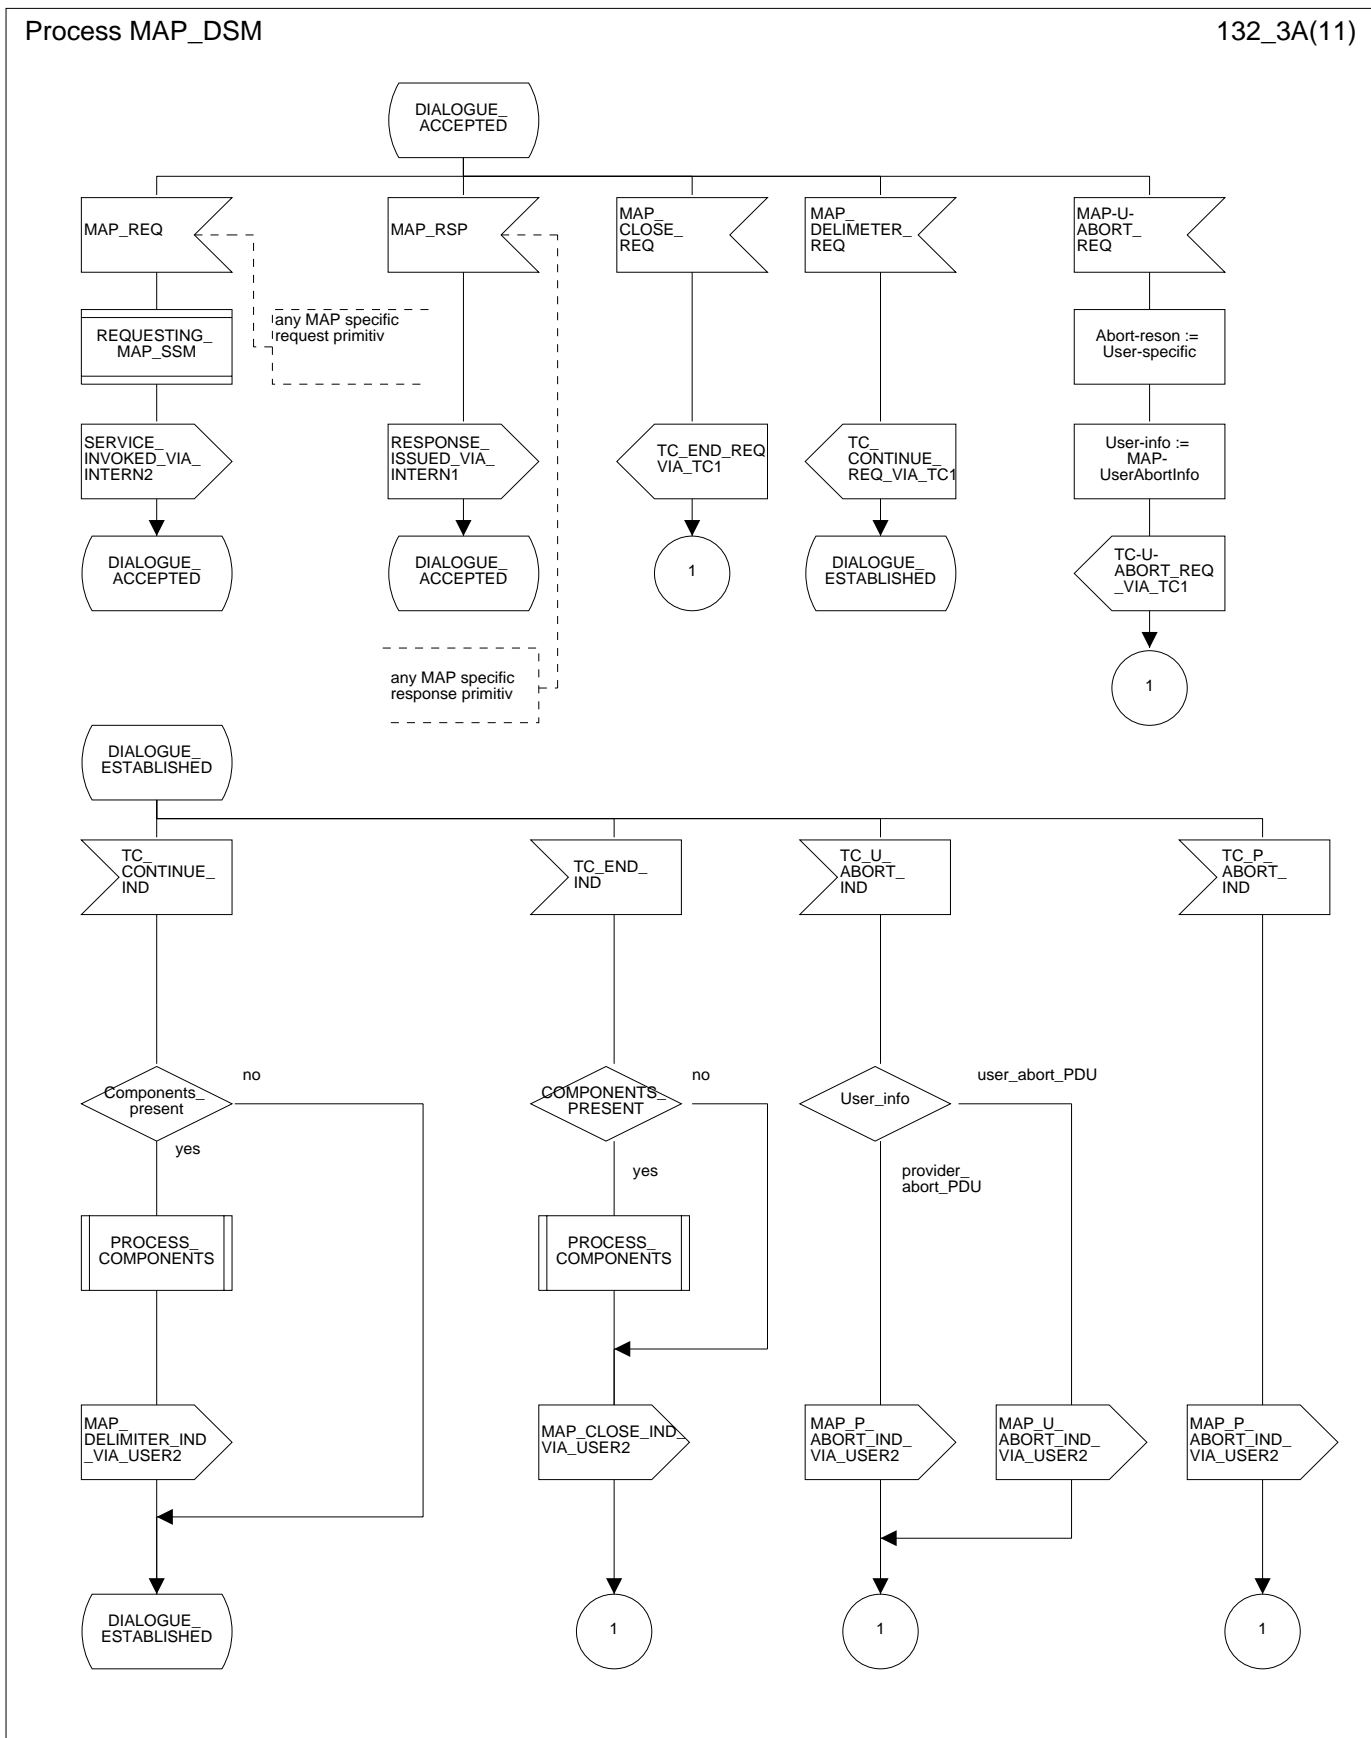 Process MAP_DSM
132_3A(11)
DIALOGUE_
ACCEPTED
MAP_REQ
MAP_RSP
MAP_
CLOSE_
REQ
MAP_
DELIMETER_
REQ
MAP-U-
ABORT_
REQ
REQUESTING_
MAP_SSM
any MAP specific
request primitiv
Abort-reson :=
User-specific
SERVICE_
INVOKED_VIA_
INTERN2
RESPONSE_
ISSUED_VIA_
INTERN1
TC_END_REQ
VIA_TC1
TC_
CONTINUE_
REQ_VIA_TC1
User-info :=
MAP-
UserAbortInfo
DIALOGUE_
ACCEPTED
DIALOGUE_
ACCEPTED
1
DIALOGUE_
ESTABLISHED
TC-U-
ABORT_REQ
_VIA_TC1
any MAP specific
response primitiv
1
DIALOGUE_
ESTABLISHED
TC_
CONTINUE_
IND
TC_END_
IND
TC_U_
ABORT_
IND
TC_P_
ABORT_
IND
Components_
present
no
yes
COMPONENTS_
PRESENT
no
yes
User_info
user_abort_PDU
provider_
abort_PDU
PROCESS_
COMPONENTS
PROCESS_
COMPONENTS
MAP_
DELIMITER_IND
_VIA_USER2
MAP_CLOSE_IND_
VIA_USER2
MAP_P_
ABORT_IND_
VIA_USER2
MAP_U_
ABORT_IND_
VIA_USER2
MAP_P_
ABORT_IND_
VIA_USER2
DIALOGUE_
ESTABLISHED
1
1
1